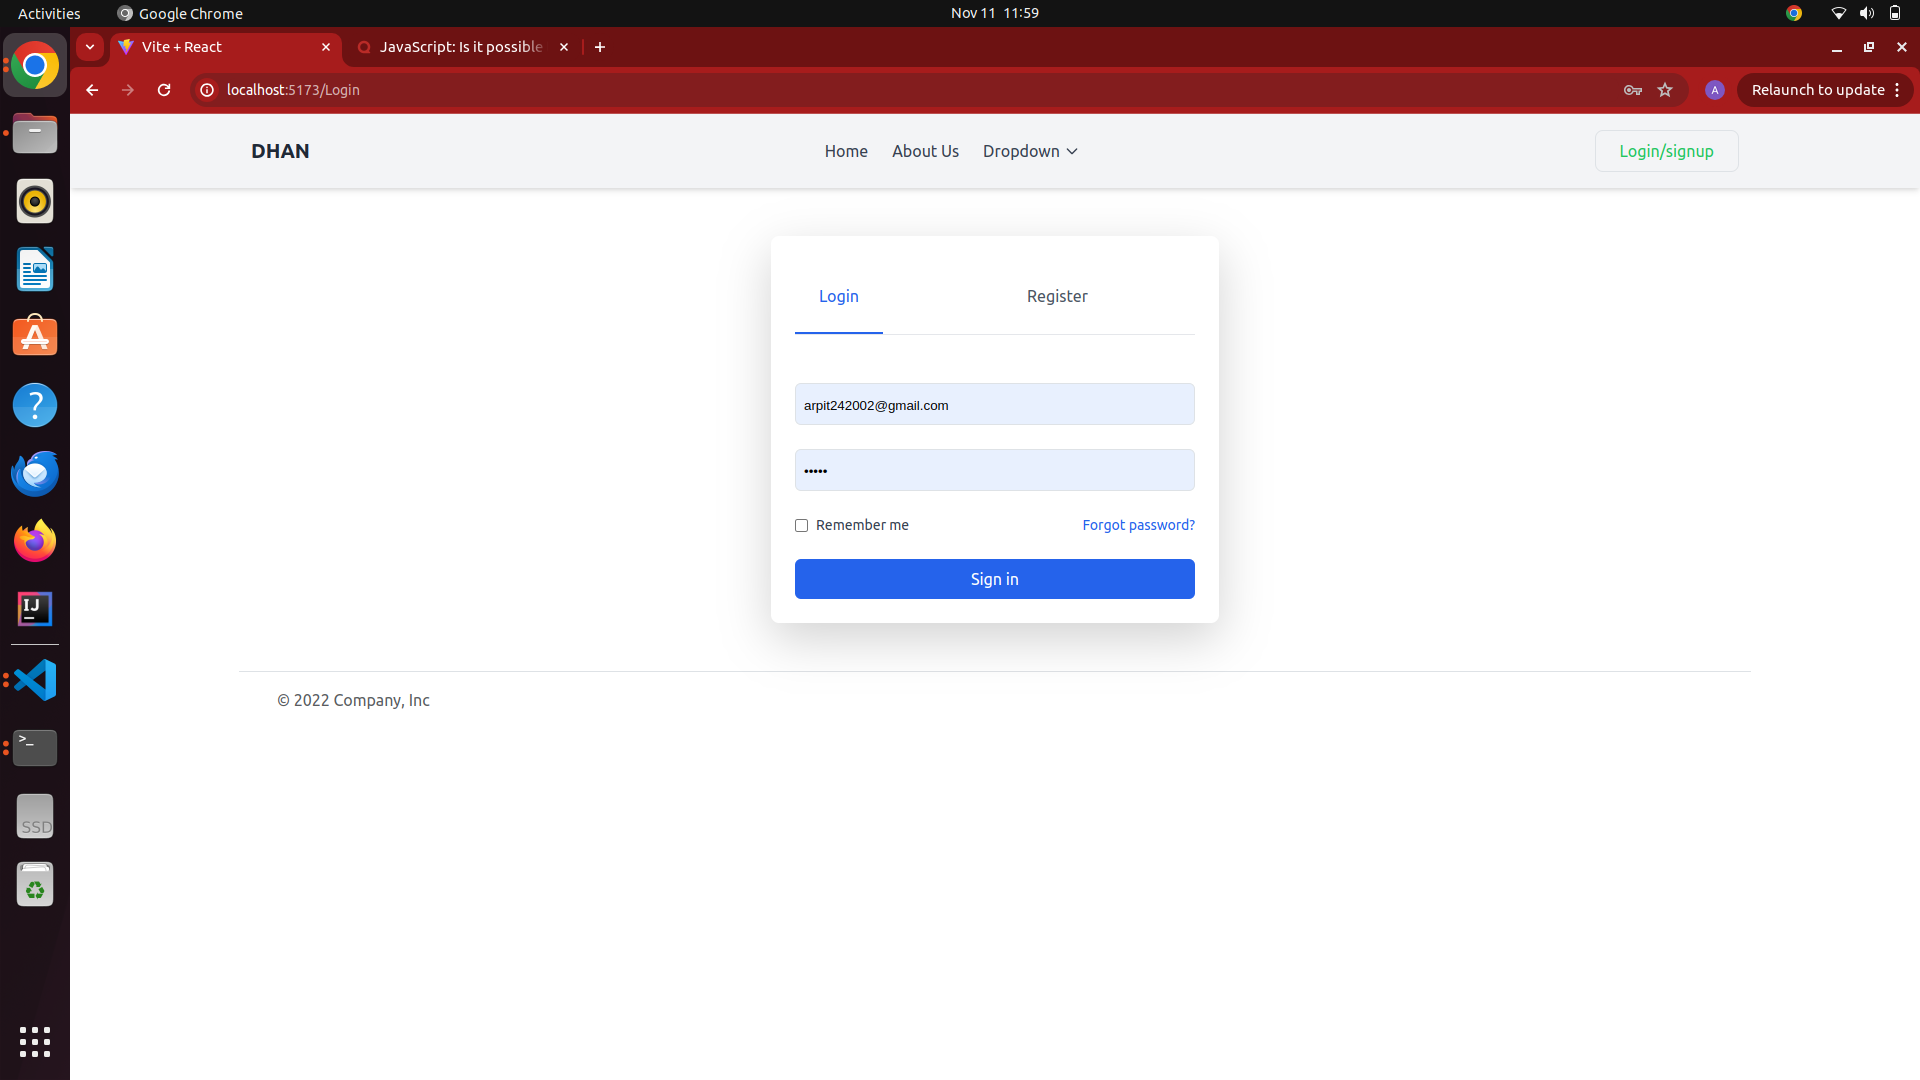 Activities Google Chrome Nov 11 11:59
Vite + React JavaScript: Is it possible
localhost:5173/Login A Relaunch to update
DHAN Home About Us Dropdown Login/signup
Login Register
arpit242002@gmail.com
•••••
Remember me Forgot password?
Sign in
© 2022 Company, Inc
IJ
>_
SSD